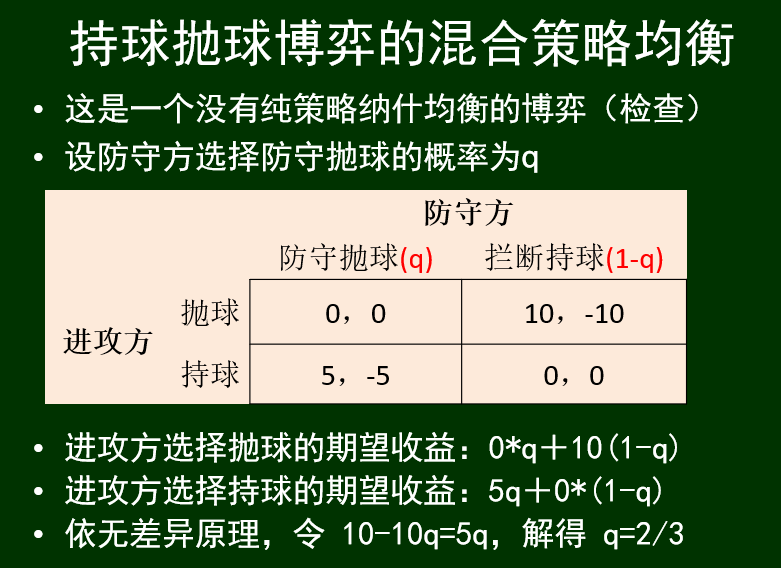 持球抛球博弈的混合策略均衡
• 这是一个没有纯策略纳什均衡的博弈（检查）
• 设防守方选择防守抛球的概率为q
防守方
防守抛球(q) 拦断持球(1-q)
进攻方
抛球 0，0 10，-10
持球 5，-5 0，0
• 进攻方选择抛球的期望收益：0*q＋10(1-q)
• 进攻方选择持球的期望收益：5q＋0*(1-q)
• 依无差异原理，令 10-10q=5q，解得 q=2/3